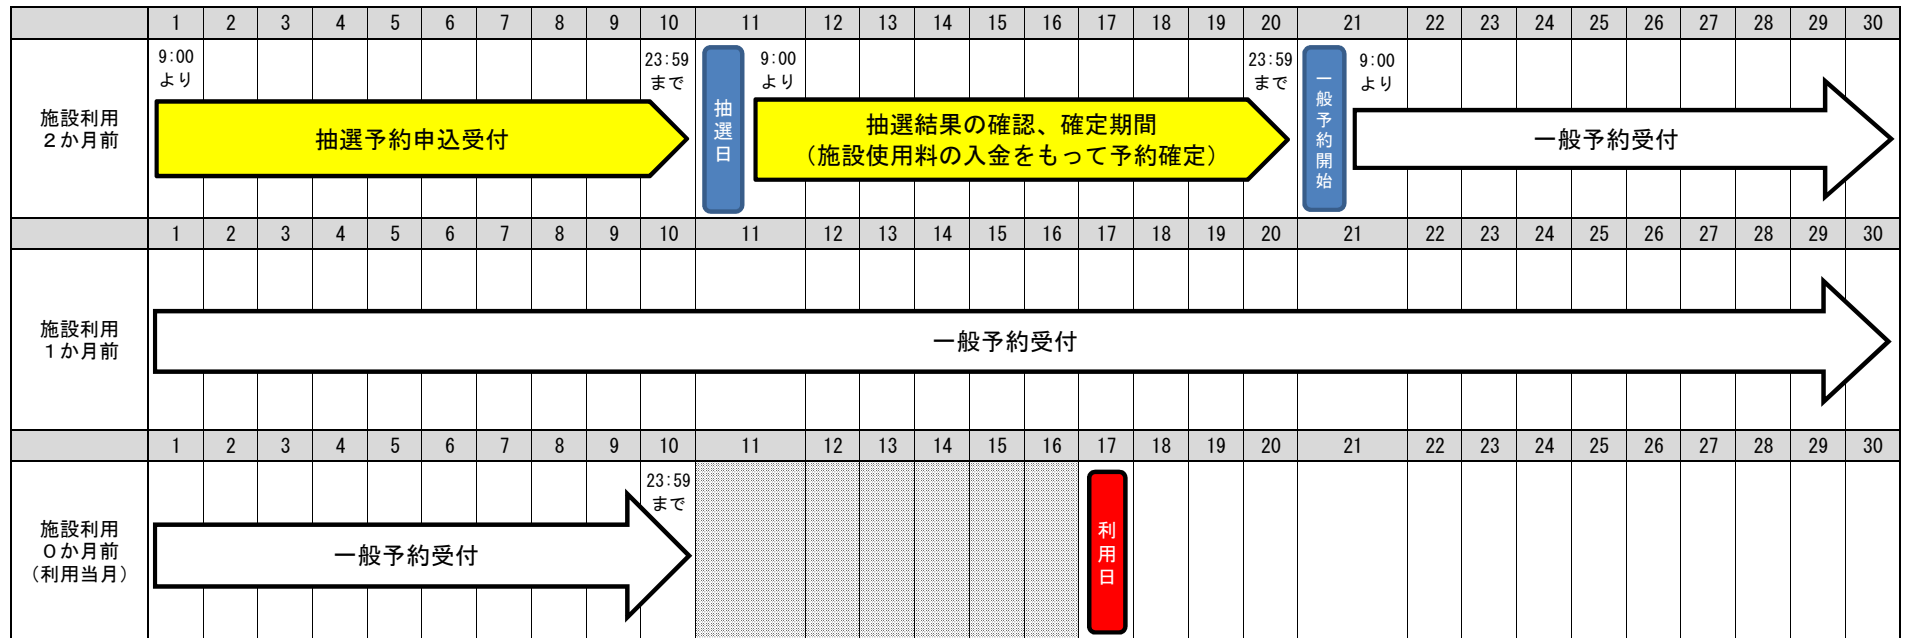 1 2 3 4 5 6 7 8 9 10 11 12 13 14 15 16 17 18 19 20 21 22 23 24 25 26 27 28 29 30
施設利用
２か月前
9:00
より
23:59
まで
抽選予約申込受付
抽選日
9:00
より
23:59
まで
抽選結果の確認、確定期間
（施設使用料の入金をもって予約確定）
一般予約開始
9:00
より
一般予約受付
1 2 3 4 5 6 7 8 9 10 11 12 13 14 15 16 17 18 19 20 21 22 23 24 25 26 27 28 29 30
施設利用
１か月前
一般予約受付
1 2 3 4 5 6 7 8 9 10 11 12 13 14 15 16 17 18 19 20 21 22 23 24 25 26 27 28 29 30
施設利用
０か月前
（利用当月）
23:59
まで
一般予約受付
利用日